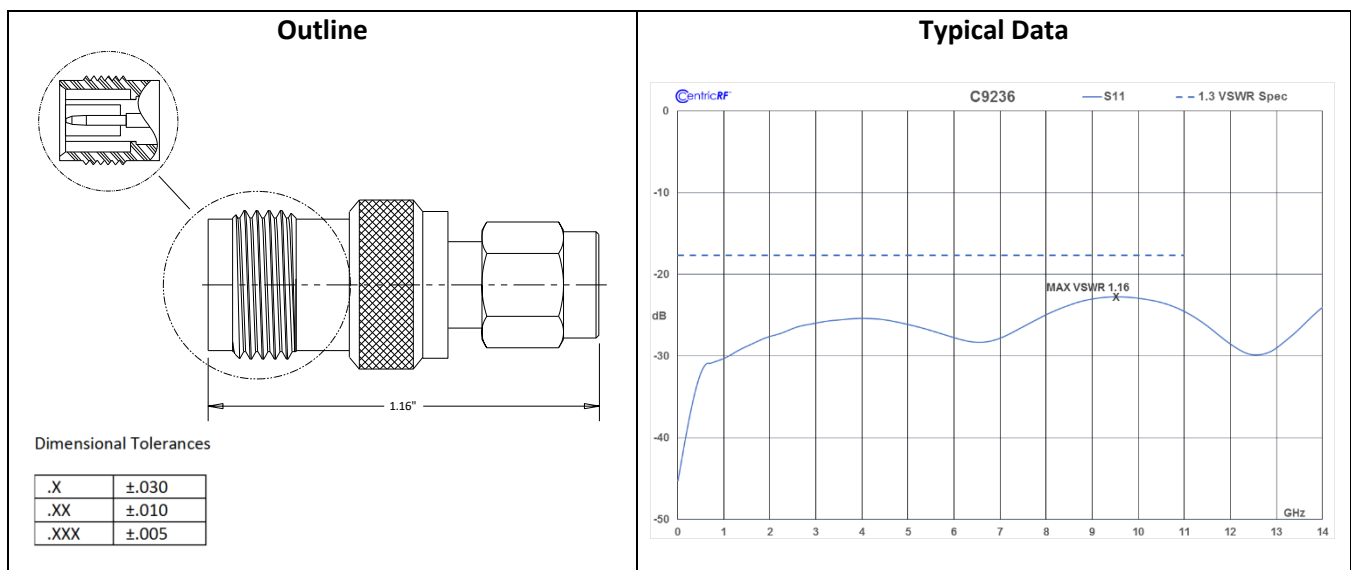 Outline
1.16"
Dimensional Tolerances
.X ±.030
.XX ±.010
.XXX ±.005
Typical Data
CentricRF™ C9236 S11 1.3 VSWR Spec
0
-10
-20
MAX VSWR 1.16
X
dB
-30
-40
GHz
-50
0 1 2 3 4 5 6 7 8 9 10 11 12 13 14